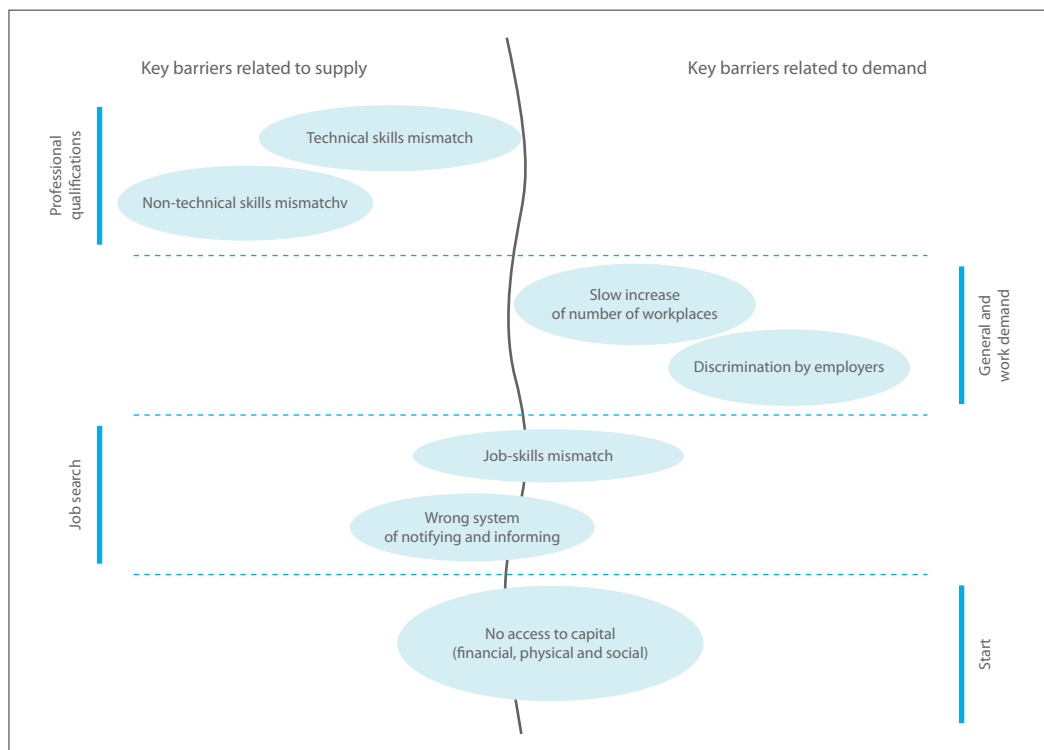 Key barriers related to supply
Key barriers related to demand
Professional
qualifications
Technical skills mismatch
Non-technical skills mismatchv
Slow increase
of number of workplaces
Discrimination by employers
General and
work demand
Job search
Job-skills mismatch
Wrong system
of notifying and informing
No access to capital
(financial, physical and social)
Start